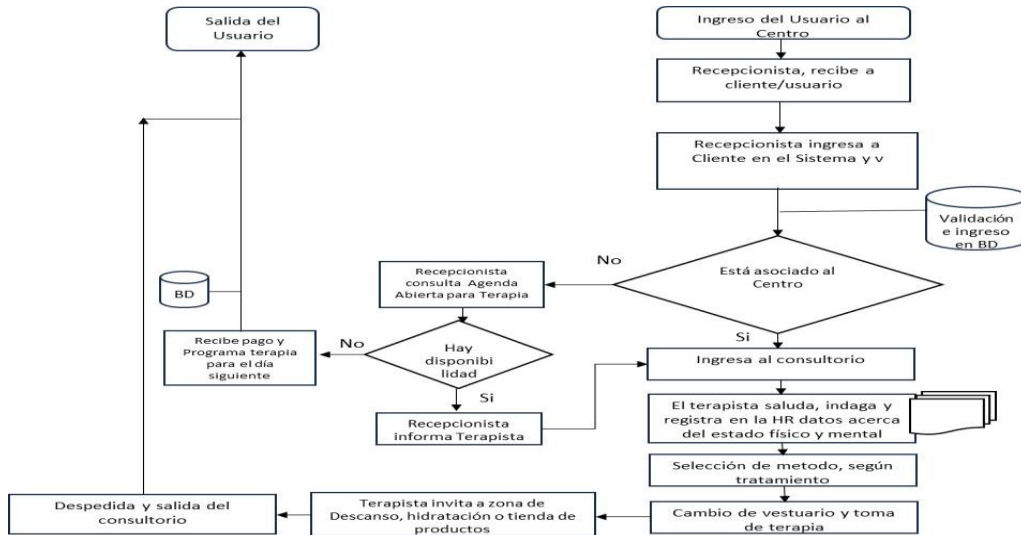 Salida del
Usuario
Ingreso del Usuario al
Centro
Recepcionista, recibe a
cliente/usuario
Recepcionista ingresa a
Cliente en el Sistema y v
Validación
e ingreso
en BD
No
Está asociado al
Centro
Recepcionista
consulta Agenda
Abierta para Terapia
BD
Si
Recibe pago y
Programa terapia
para el día
siguiente
No
Hay
disponibi
lidad
Ingresa al consultorio
Si
El terapista saluda, indaga y
registra en la HR datos acerca
del estado físico y mental
Recepcionista
informa Terapista
Selección de metodo, según
tratamiento
Despedida y salida del
consultorio
Terapista invita a zona de
Descanso, hidratación o tienda de
productos
Cambio de vestuario y toma
de terapia